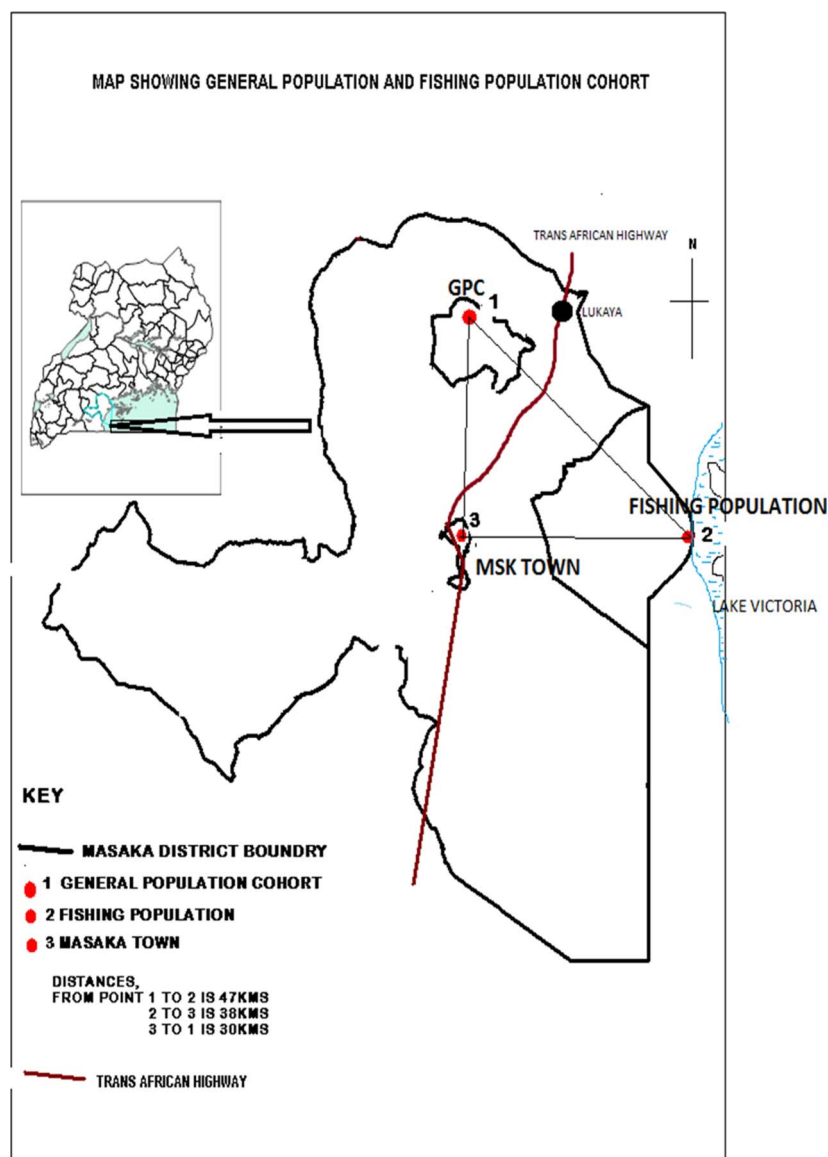 MAP SHOWING GENERAL POPULATION AND FISHING POPULATION COHORT
TRANS AFRICAN HIGHWAY
N
GPC
1
LUKAYA
FISHING POPULATION
3
2
MSK TOWN
LAKE VICTORIA
KEY
MASAKA DISTRICT BOUNDRY
1 GENERAL POPULATION COHORT
2 FISHING POPULATION
3 MASAKA TOWN
DISTANCES,
FROM POINT 1 TO 2 IS 47KMS
2 TO 3 IS 38KMS
3 TO 1 IS 30KMS
TRANS AFRICAN HIGHWAY